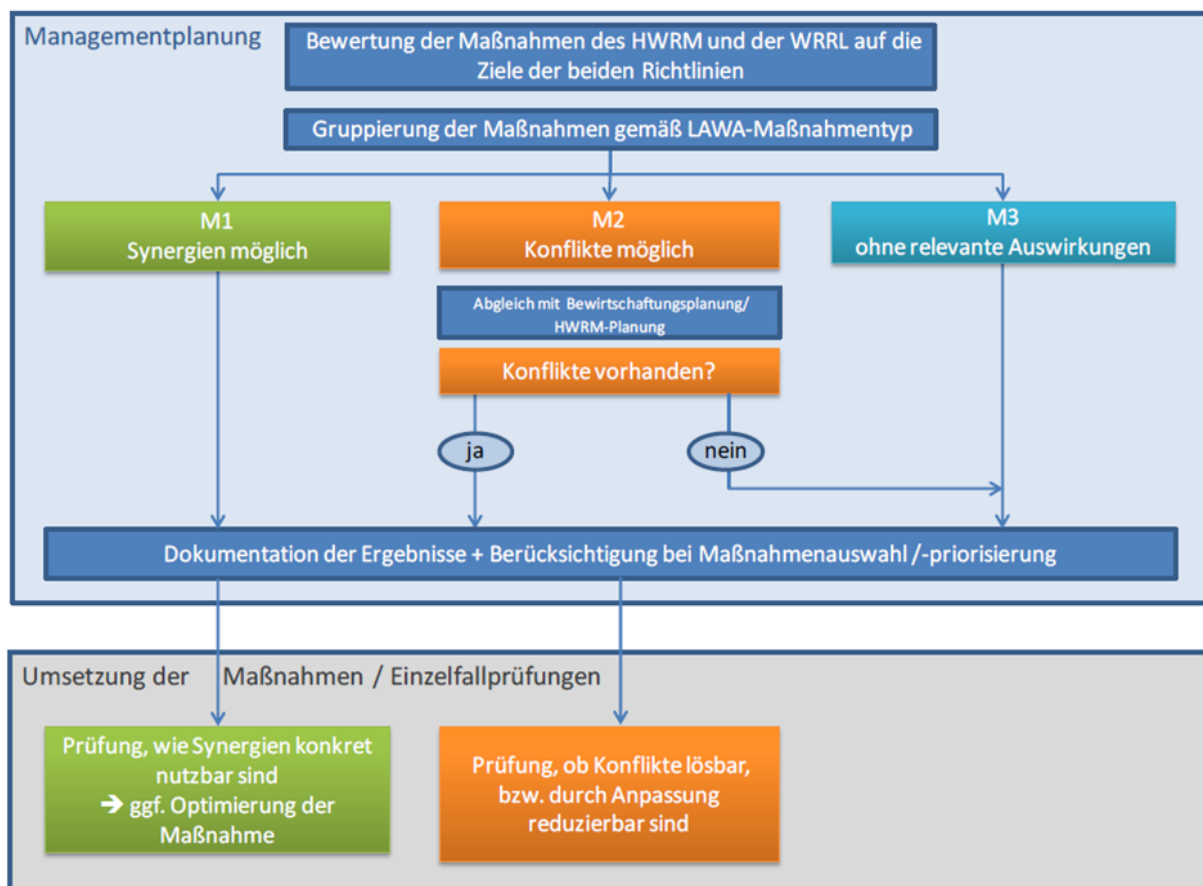 Managementplanung
Bewertung der Maßnahmen des HWRM und der WRRL auf die
Ziele der beiden Richtlinien
Gruppierung der Maßnahmen gemäß LAWA-Maßnahmentyp
M1
Synergien möglich
M2
Konflikte möglich
M3
ohne relevante Auswirkungen
Abgleich mit Bewirtschaftungsplanung/
HWRM-Planung
Konflikte vorhanden?
ja
nein
Dokumentation der Ergebnisse + Berücksichtigung bei Maßnahmenauswahl /-priorisierung
Umsetzung der Maßnahmen / Einzelfallprüfungen
Prüfung, wie Synergien konkret
nutzbar sind
➔ ggf. Optimierung der
Maßnahme
Prüfung, ob Konflikte lösbar,
bzw. durch Anpassung
reduzierbar sind